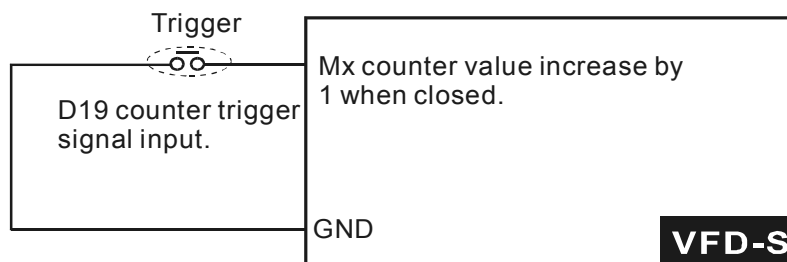 Trigger
Mx counter value increase by
1 when closed.
D19 counter trigger
signal input.
GND
VFD-S